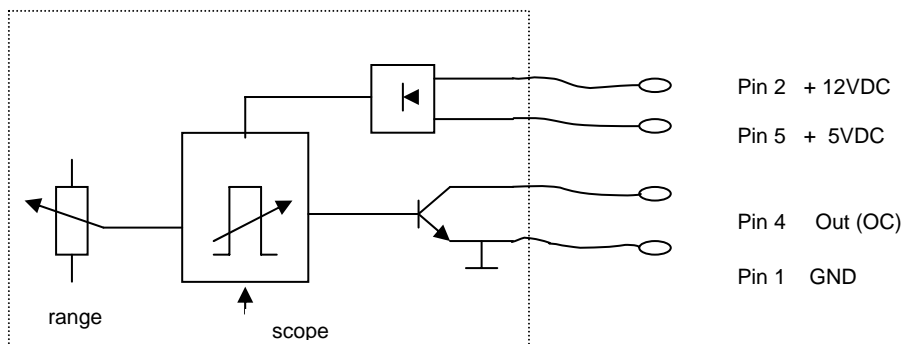 Pin 2 + 12VDC
Pin 5 + 5VDC
Pin 4 Out (OC)
Pin 1 GND
range
scope